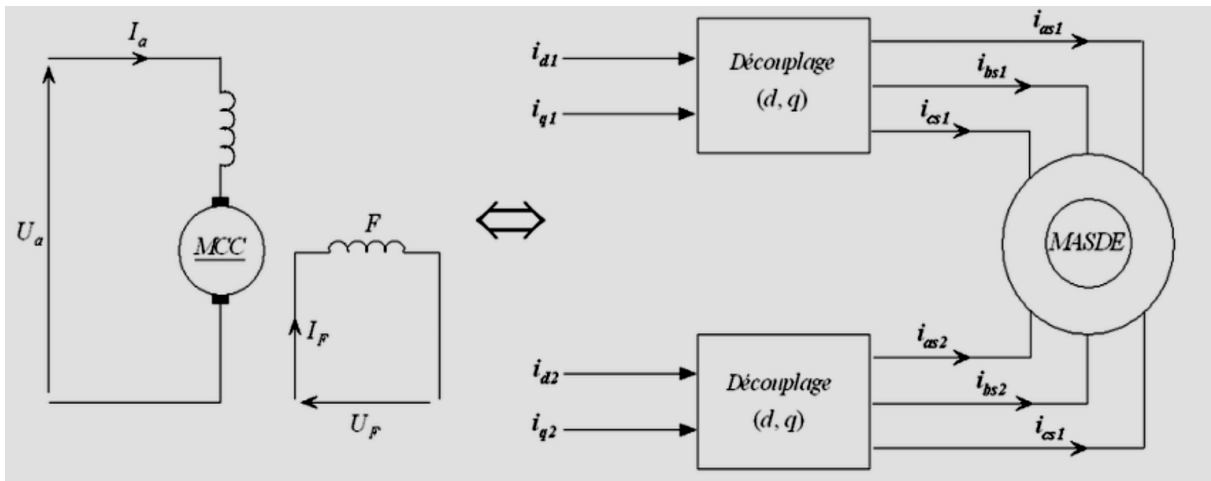 I_a
U_a
MCC
F
I_F
U_F
i_d1
i_q1
Découplage
(d, q)
i_as1
i_bs1
i_cs1
MASDE
i_d2
i_q2
Découplage
(d, q)
i_as2
i_bs2
i_cs1